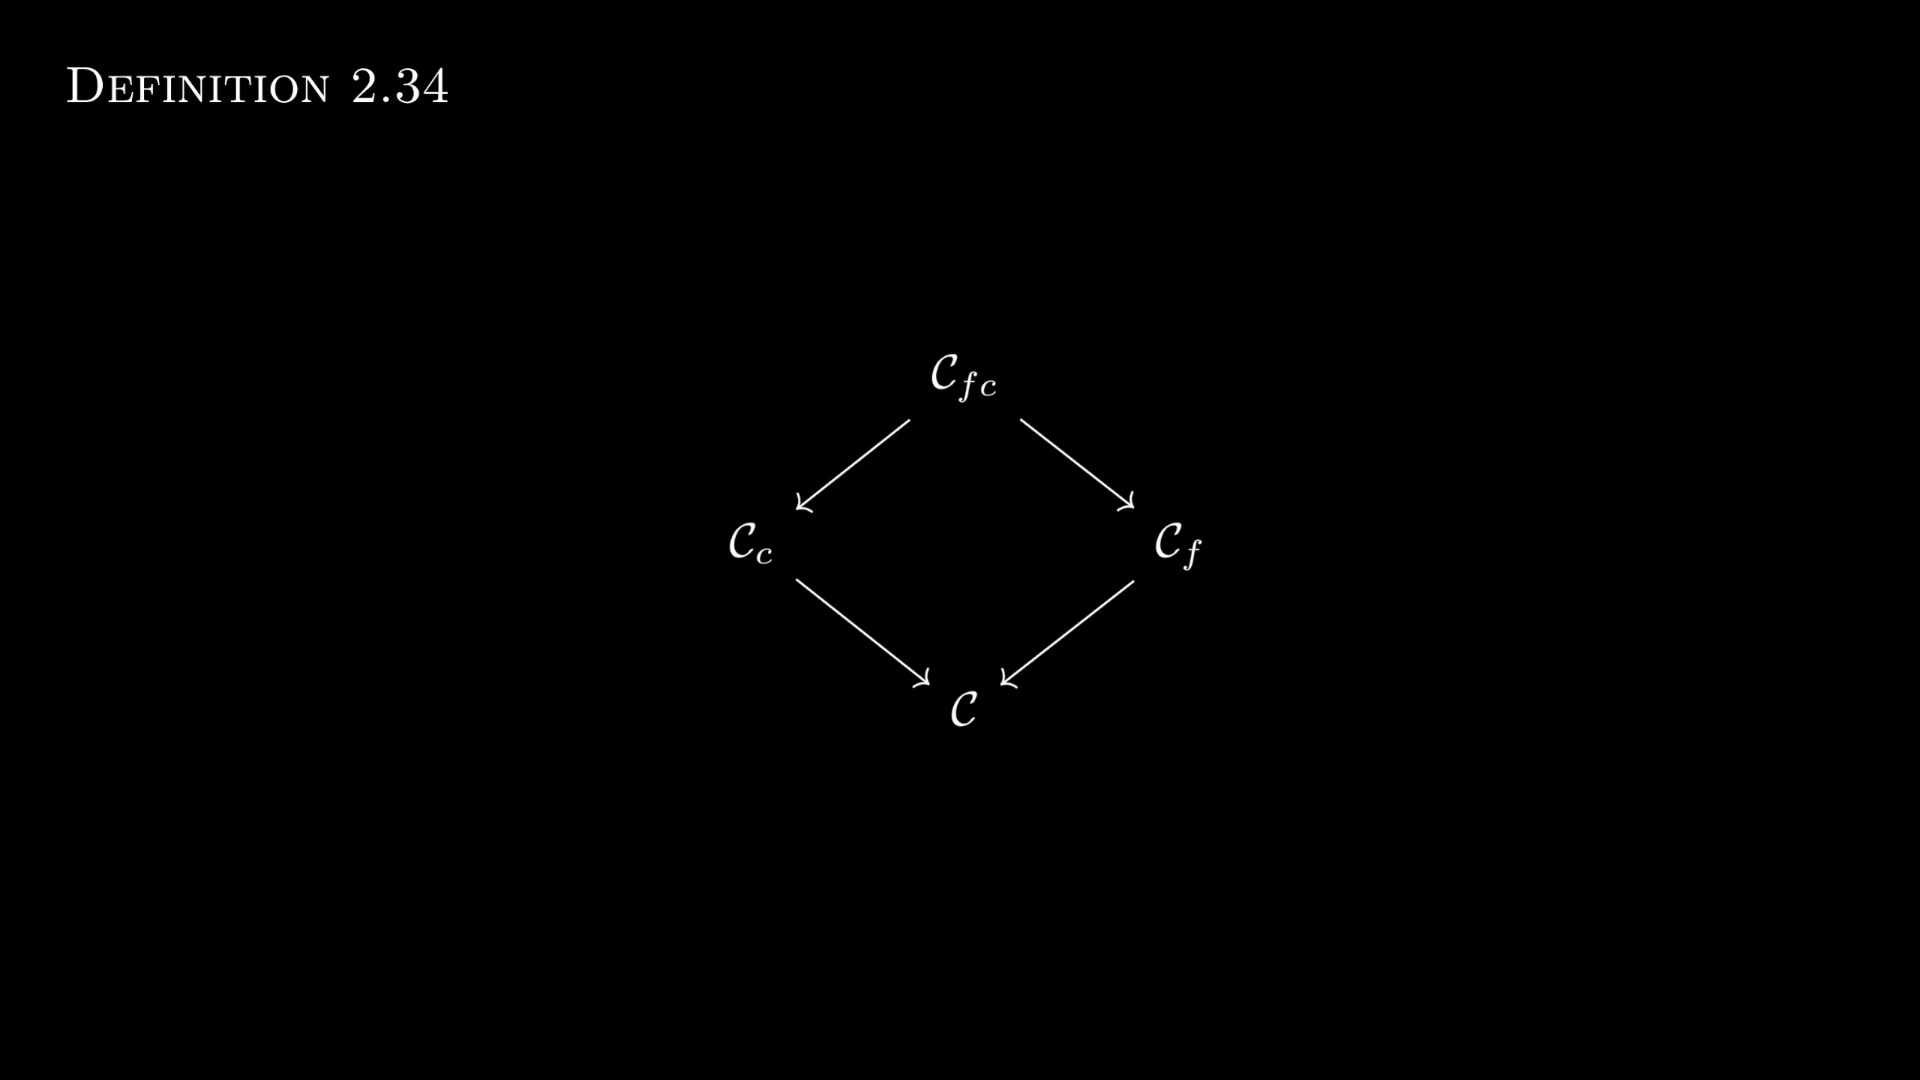 Definition 2.34
𝒞_{fc}
𝒞_c 𝒞_f
𝒞